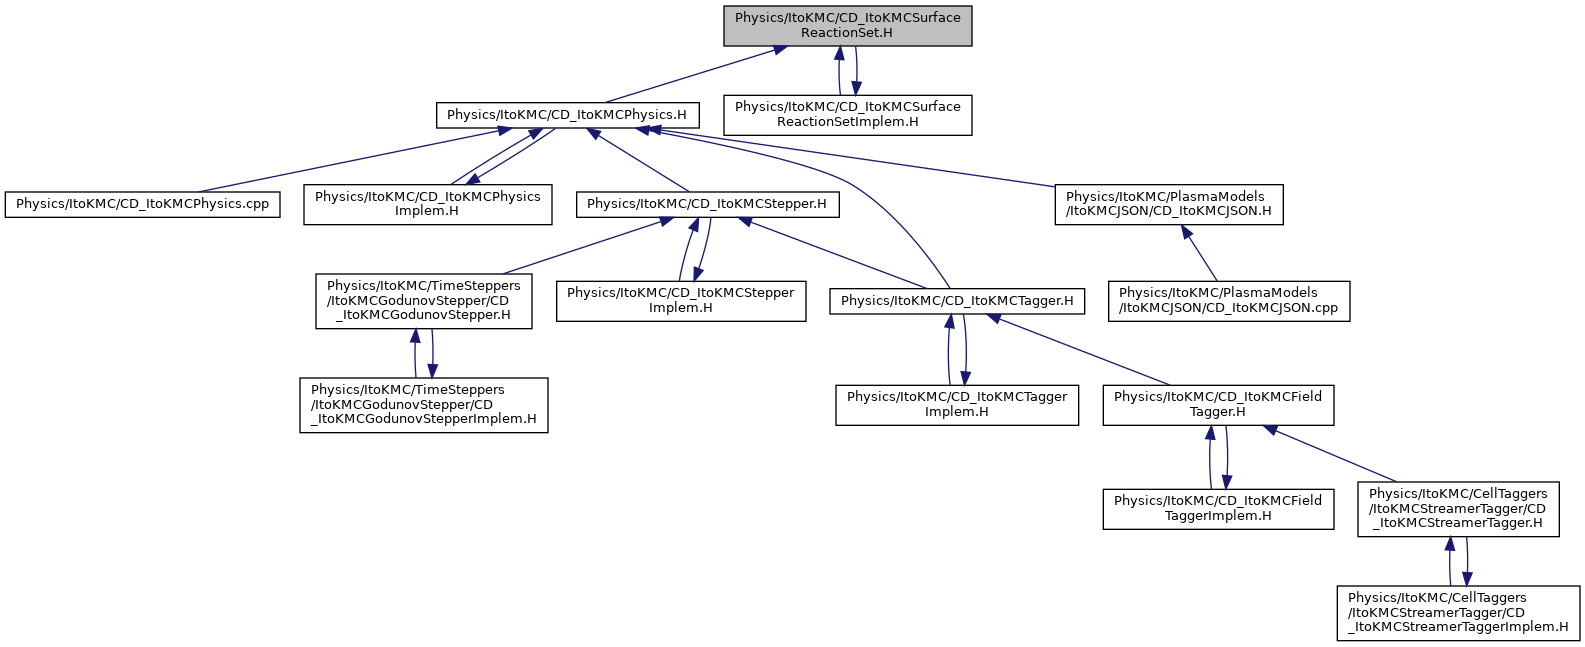 Physics/ItoKMC/CD_ItoKMCSurface
ReactionSet.H
Physics/ItoKMC/CD_ItoKMCPhysics.H
Physics/ItoKMC/CD_ItoKMCSurface
ReactionSetImplem.H
Physics/ItoKMC/CD_ItoKMCPhysics.cpp
Physics/ItoKMC/CD_ItoKMCPhysics
Implem.H
Physics/ItoKMC/CD_ItoKMCStepper.H
Physics/ItoKMC/PlasmaModels
/ItoKMCJSON/CD_ItoKMCJSON.H
Physics/ItoKMC/TimeSteppers
/ItoKMCGodunovStepper/CD
_ItoKMCGodunovStepper.H
Physics/ItoKMC/CD_ItoKMCStepper
Implem.H
Physics/ItoKMC/CD_ItoKMCTagger.H
Physics/ItoKMC/PlasmaModels
/ItoKMCJSON/CD_ItoKMCJSON.cpp
Physics/ItoKMC/TimeSteppers
/ItoKMCGodunovStepper/CD
_ItoKMCGodunovStepperImplem.H
Physics/ItoKMC/CD_ItoKMCTagger
Implem.H
Physics/ItoKMC/CD_ItoKMCField
Tagger.H
Physics/ItoKMC/CD_ItoKMCField
TaggerImplem.H
Physics/ItoKMC/CellTaggers
/ItoKMCStreamerTagger/CD
_ItoKMCStreamerTagger.H
Physics/ItoKMC/CellTaggers
/ItoKMCStreamerTagger/CD
_ItoKMCStreamerTaggerImplem.H